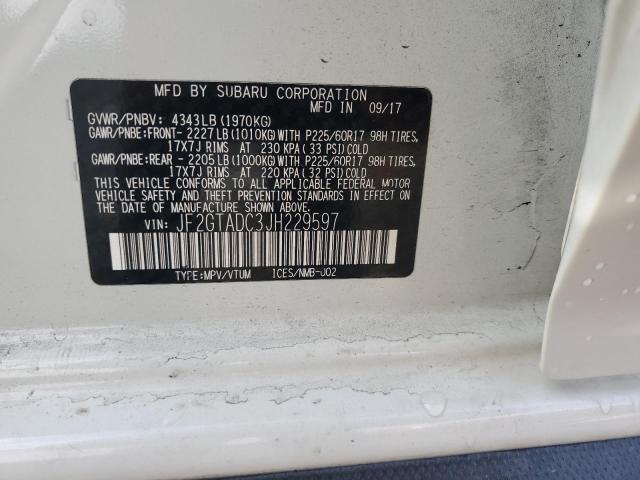 MFD BY SUBARU CORPORATION
MFD IN 09/17
GVWR/PNBV: 4343LB (1970KG)
GAWR/PNBE:FRONT- 2227LB(1010KG)WITH P225/60R17 98H TIRES,
17X7J RIMS AT 230 KPA( 33 PSI)COLD
GAWR/PNBE:REAR - 2205LB(1000KG)WITH P225/60R17 98H TIRES,
17X7J RIMS AT 220 KPA( 32 PSI)COLD
THIS VEHICLE CONFORMS TO ALL APPLICABLE FEDERAL MOTOR
VEHICLE SAFETY AND THEFT PREVENTION STANDARDS IN EFFECT ON
THE DATE OF MANUFACTURE SHOWN ABOVE.
VIN: JF2GTADC3JH229597
TYPE:MPV/VTUM ICES/NMB-002